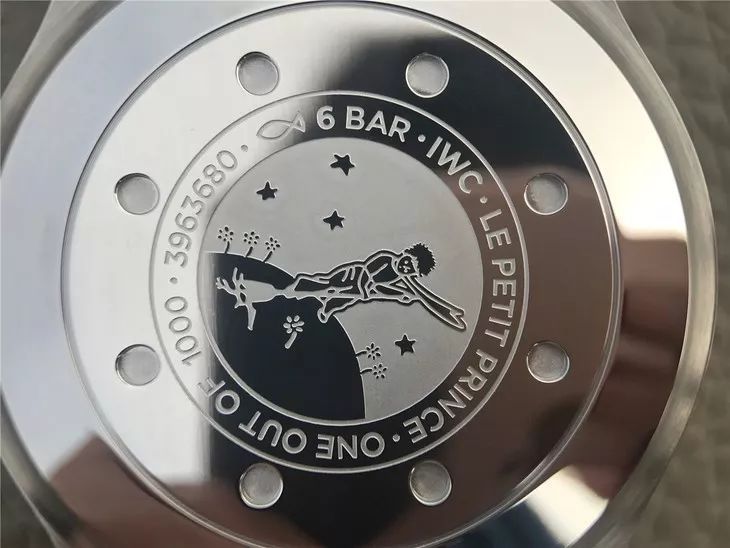 6 BAR · IWC · LE PETIT PRINCE · ONE OUT OF 1000 · 3963680 ·